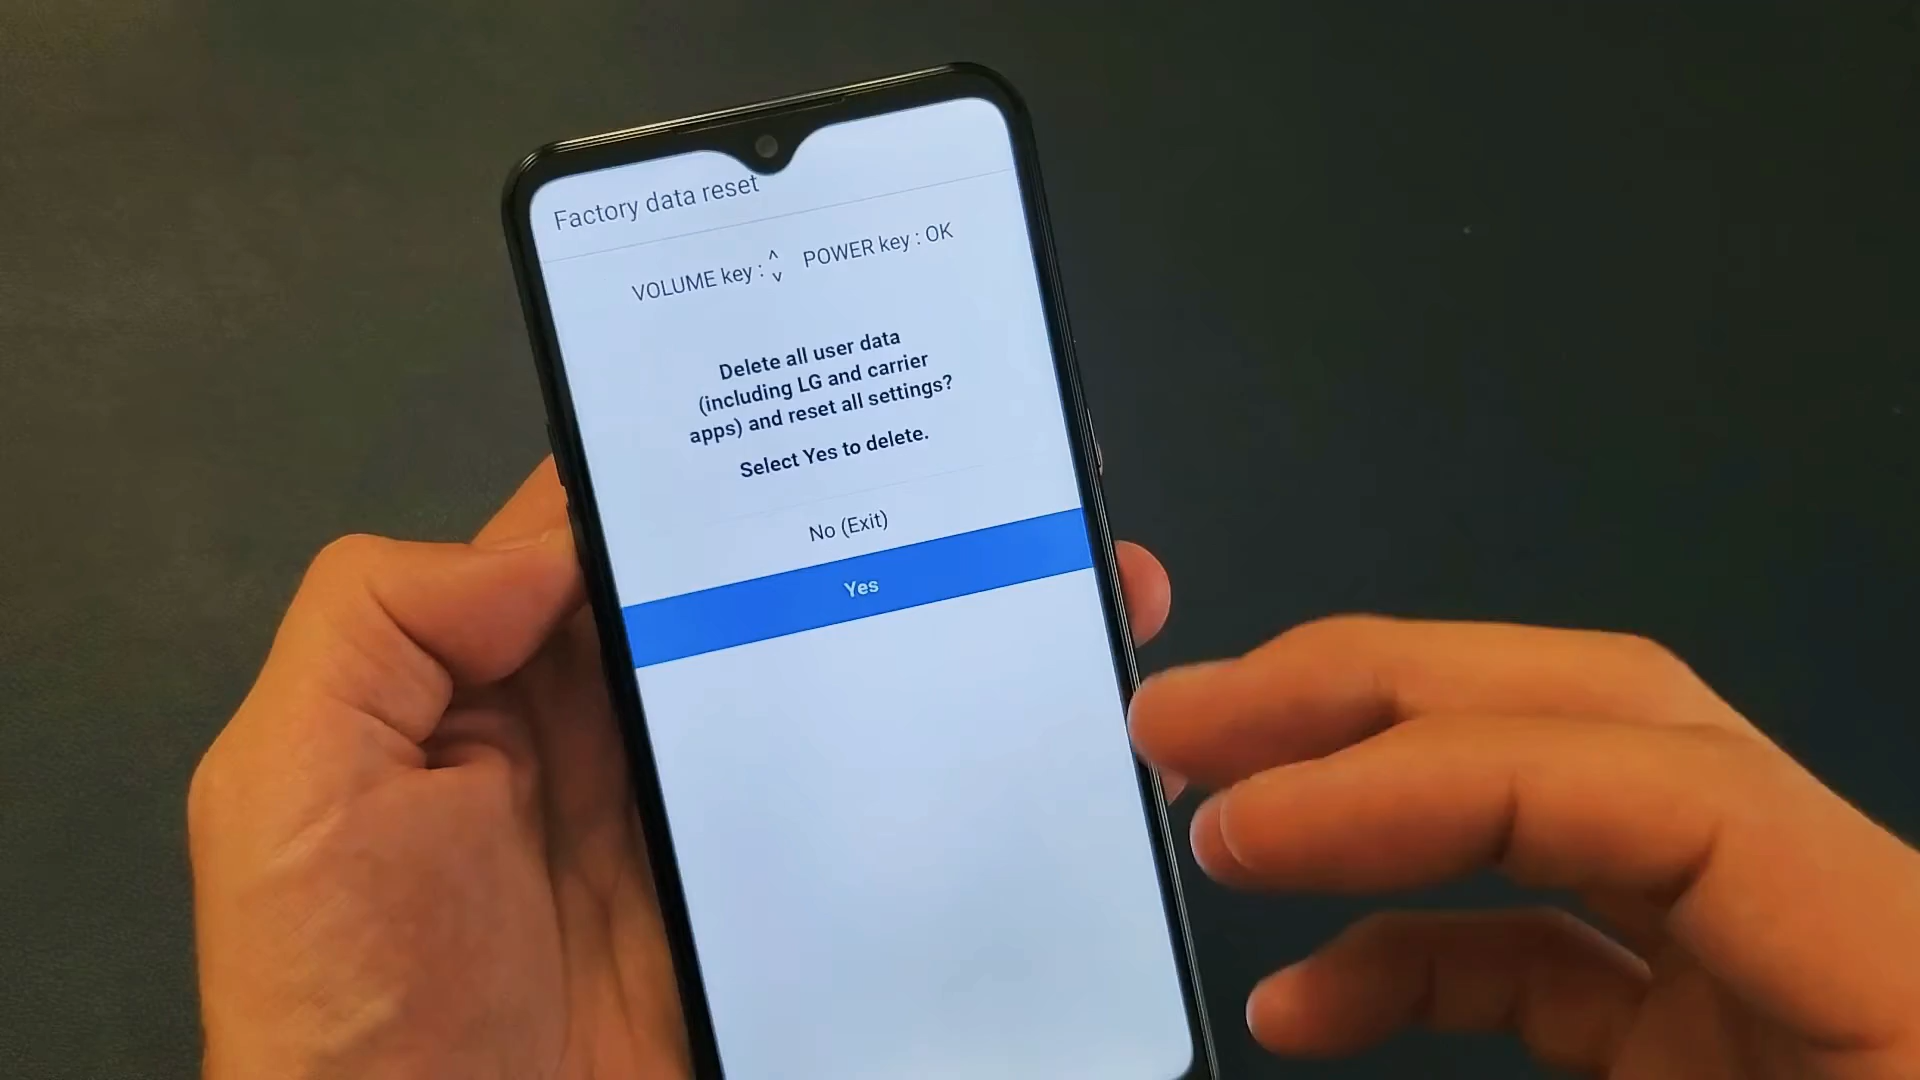 Factory data reset
VOLUME key : ^ v POWER key : OK
Delete all user data
(including LG and carrier
apps) and reset all settings?
Select Yes to delete.
No (Exit)
Yes